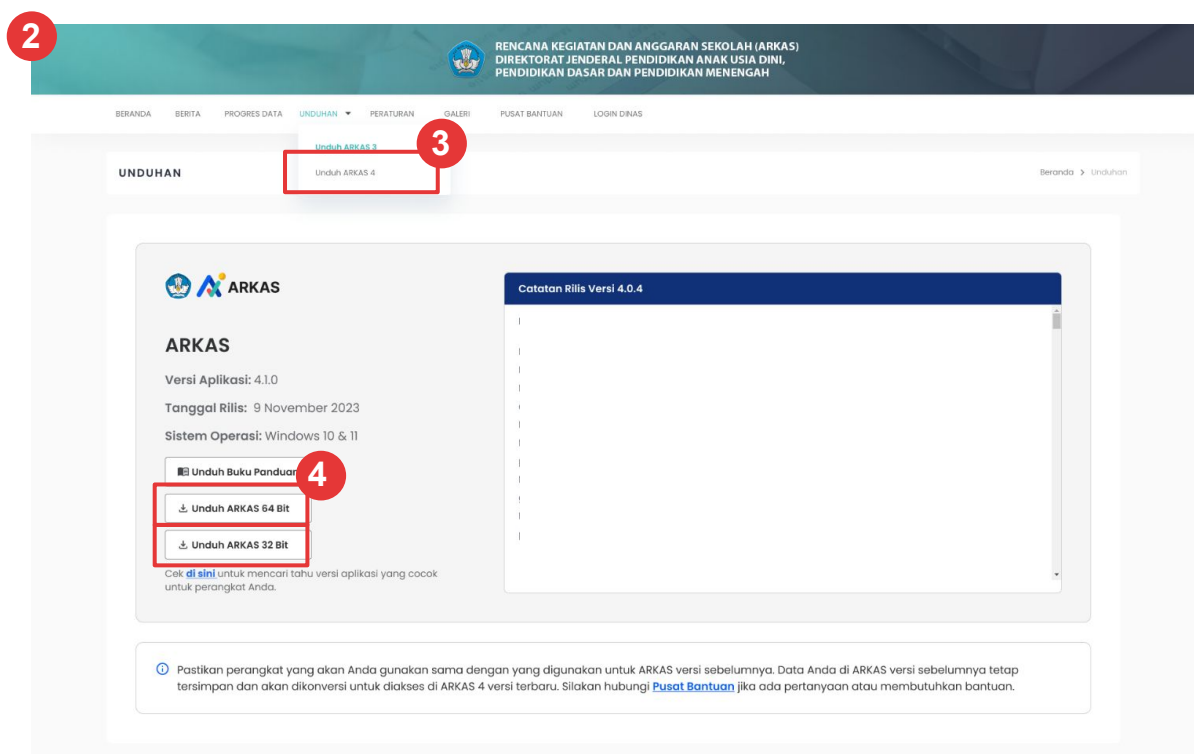 2
RENCANA KEGIATAN DAN ANGGARAN SEKOLAH (ARKAS)
DIREKTORAT JENDERAL PENDIDIKAN ANAK USIA DINI,
PENDIDIKAN DASAR DAN PENDIDIKAN MENENGAH
BERANDA BERITA PROGRES DATA UNDUHAN PERATURAN GALERI PUSAT BANTUAN LOGIN DINAS
Unduh ARKAS 3
3
Unduh ARKAS 4
UNDUHAN
Beranda > Unduhan
ARKAS
Catatan Rilis Versi 4.0.4
ARKAS
Versi Aplikasi: 4.1.0
Tanggal Rilis: 9 November 2023
Sistem Operasi: Windows 10 & 11
Unduh Buku Panduan
4
Unduh ARKAS 64 Bit
Unduh ARKAS 32 Bit
Cek di sini untuk mencari tahu versi aplikasi yang cocok
untuk perangkat Anda.
Pastikan perangkat yang akan Anda gunakan sama dengan yang digunakan untuk ARKAS versi sebelumnya. Data Anda di ARKAS versi sebelumnya tetap
tersimpan dan akan dikonversi untuk diakses di ARKAS 4 versi terbaru. Silakan hubungi Pusat Bantuan jika ada pertanyaan atau membutuhkan bantuan.